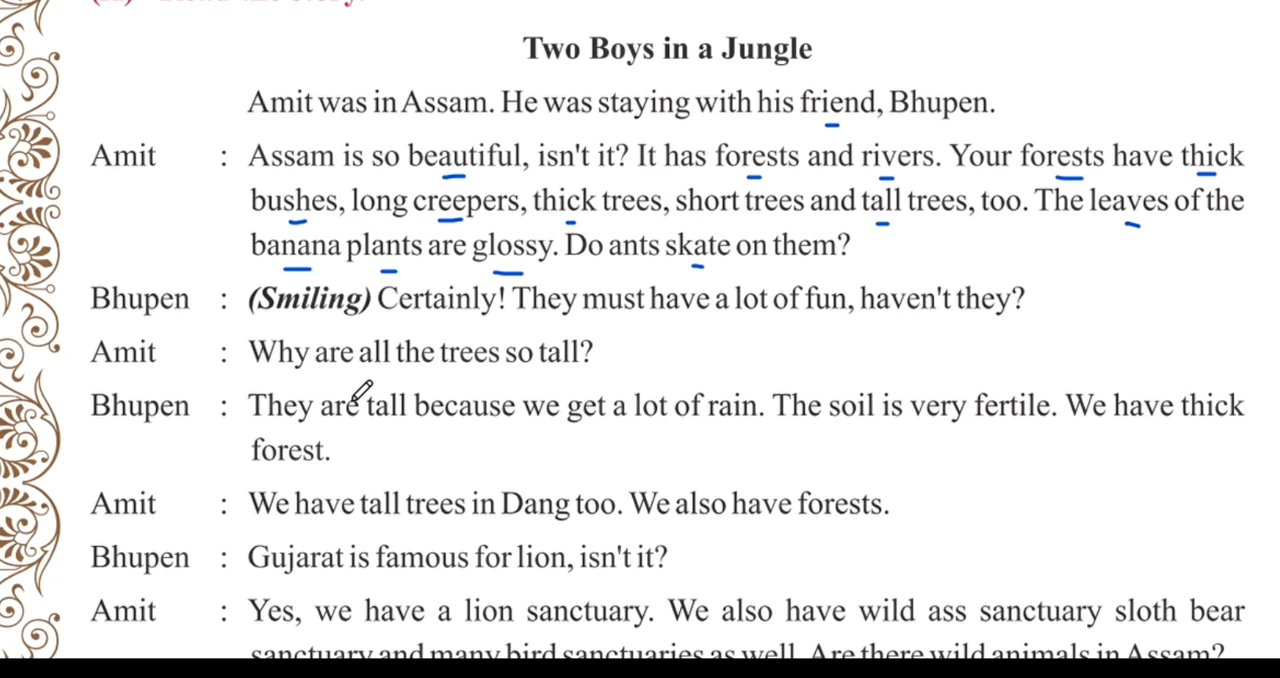 Two Boys in a Jungle
Amit was in Assam. He was staying with his friend, Bhupen.
Amit : Assam is so beautiful, isn't it? It has forests and rivers. Your forests have thick
bushes, long creepers, thick trees, short trees and tall trees, too. The leaves of the
banana plants are glossy. Do ants skate on them?
Bhupen : (Smiling) Certainly! They must have a lot of fun, haven't they?
Amit : Why are all the trees so tall?
Bhupen : They are tall because we get a lot of rain. The soil is very fertile. We have thick
forest.
Amit : We have tall trees in Dang too. We also have forests.
Bhupen : Gujarat is famous for lion, isn't it?
Amit : Yes, we have a lion sanctuary. We also have wild ass sanctuary sloth bear
sanctuary and many bird sanctuaries as well. Are there wild animals in Assam?